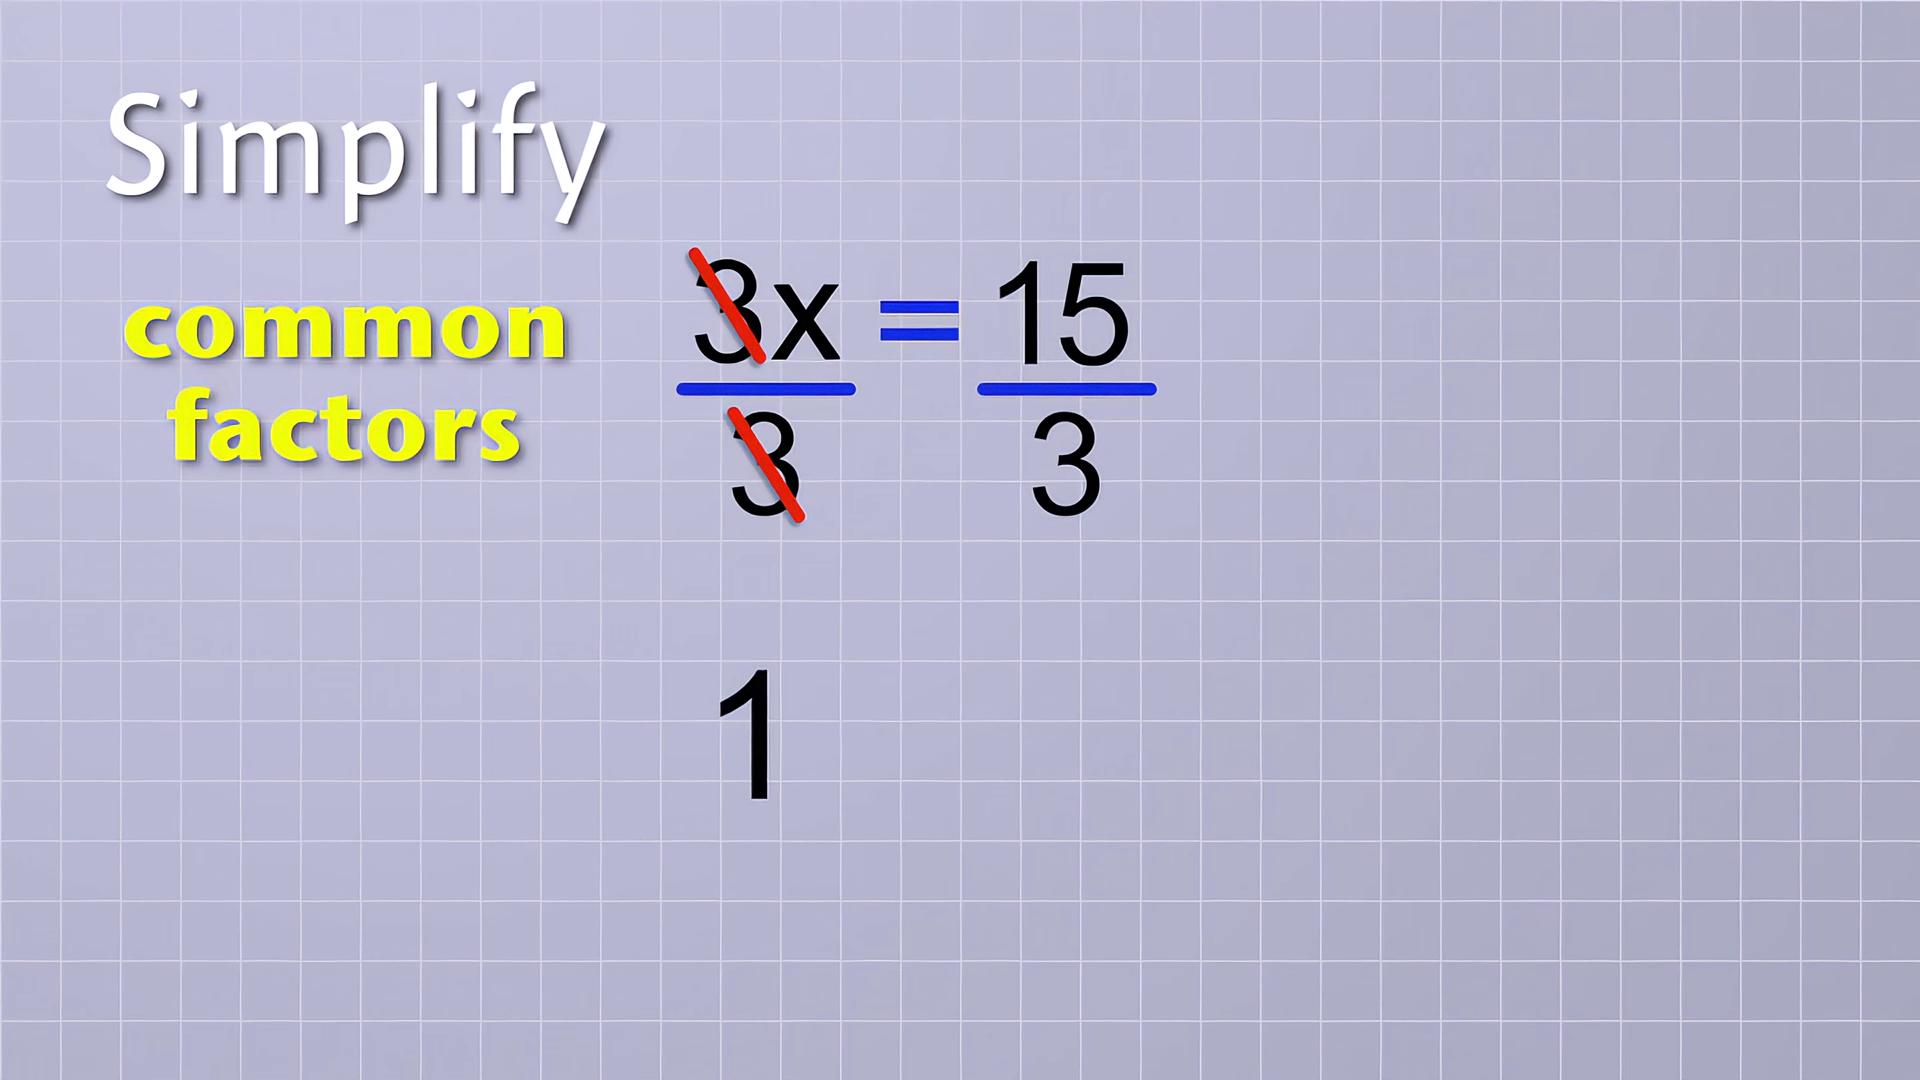 Simplify
common
factors
3x = 15
3 3
1